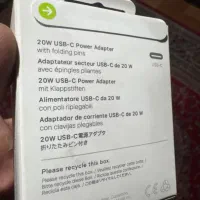 20W USB-C Power Adapter
with folding pins
Adaptateur secteur USB-C de 20 W
avec épingles pliantes
20W USB-C Power Adapter
mit Klappstiften
Alimentatore USB-C da 20 W
con poli ripiegabili
Adaptador de corriente USB-C de 20 W
con clavijas plegables
20W USB-C電源アダプタ
折りたたみピン付き
USB-C
Please recycle this box.